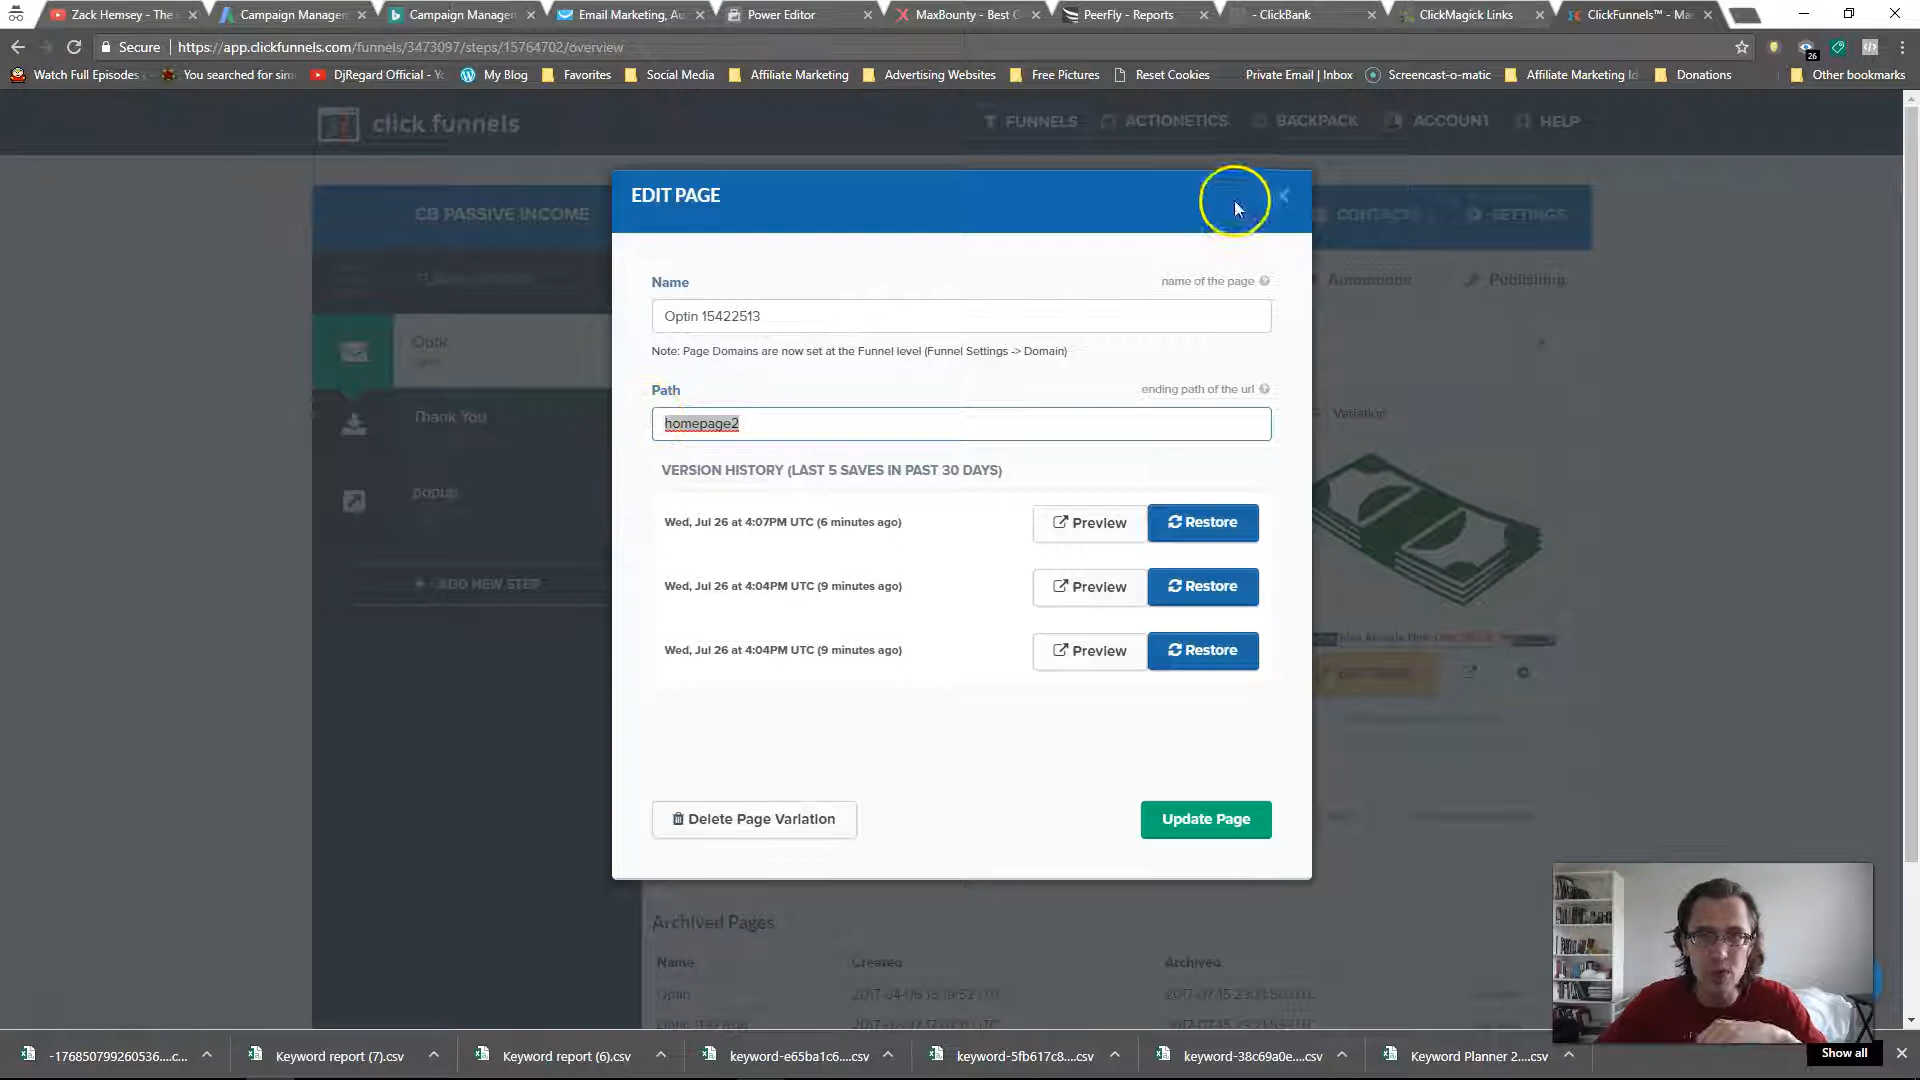 Zack Hemsey - The s
Campaign Manager
Campaign Manager
Email Marketing, Au
Power Editor
MaxBounty - Best C
PeerFly - Reports
- ClickBank
ClickMagick Links
ClickFunnels™ - Ma
Secure
https://app.clickfunnels.com/funnels/3473097/steps/15764702/overview
26
Watch Full Episodes
You searched for sim
DjRegard Official - Yo
My Blog
Favorites
Social Media
Affiliate Marketing
Advertising Websites
Free Pictures
Reset Cookies
Private Email | Inbox
Screencast-o-matic
Affiliate Marketing Id
Donations
Other bookmarks
click funnels
FUNNELS
ACTIONETICS
BACKPACK
ACCOUNT
HELP
EDIT PAGE
CB PASSIVE INCOME
CONTACTS
SETTINGS
Name
name of the page
Automation
Publishing
Optin 15422513
Optin
Note: Page Domains are now set at the Funnel level (Funnel Settings -> Domain)
Path
ending path of the url
Thank You
homepage2
Variation
VERSION HISTORY (LAST 5 SAVES IN PAST 30 DAYS)
popup
Wed, Jul 26 at 4:07PM UTC (6 minutes ago)
Preview
Restore
ADD NEW STEP
Wed, Jul 26 at 4:04PM UTC (9 minutes ago)
Preview
Restore
Wed, Jul 26 at 4:04PM UTC (9 minutes ago)
Preview
Restore
Delete Page Variation
Update Page
Archived Pages
Name
Created
Archived
Optin
-176850799260536....c...
Keyword report (7).csv
Keyword report (6).csv
keyword-e65ba1c6....csv
keyword-5fb617c8....csv
keyword-38c69a0e....csv
Keyword Planner 2....csv
Show all